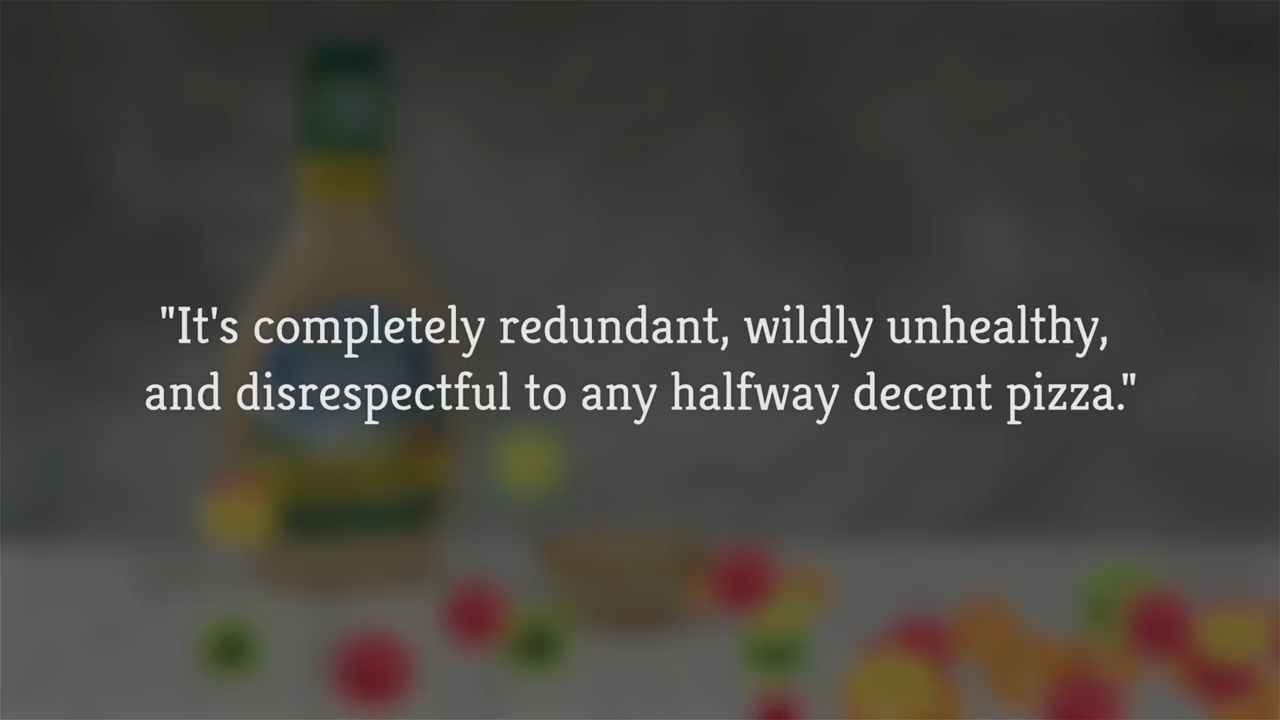 "It's completely redundant, wildly unhealthy,
and disrespectful to any halfway decent pizza."